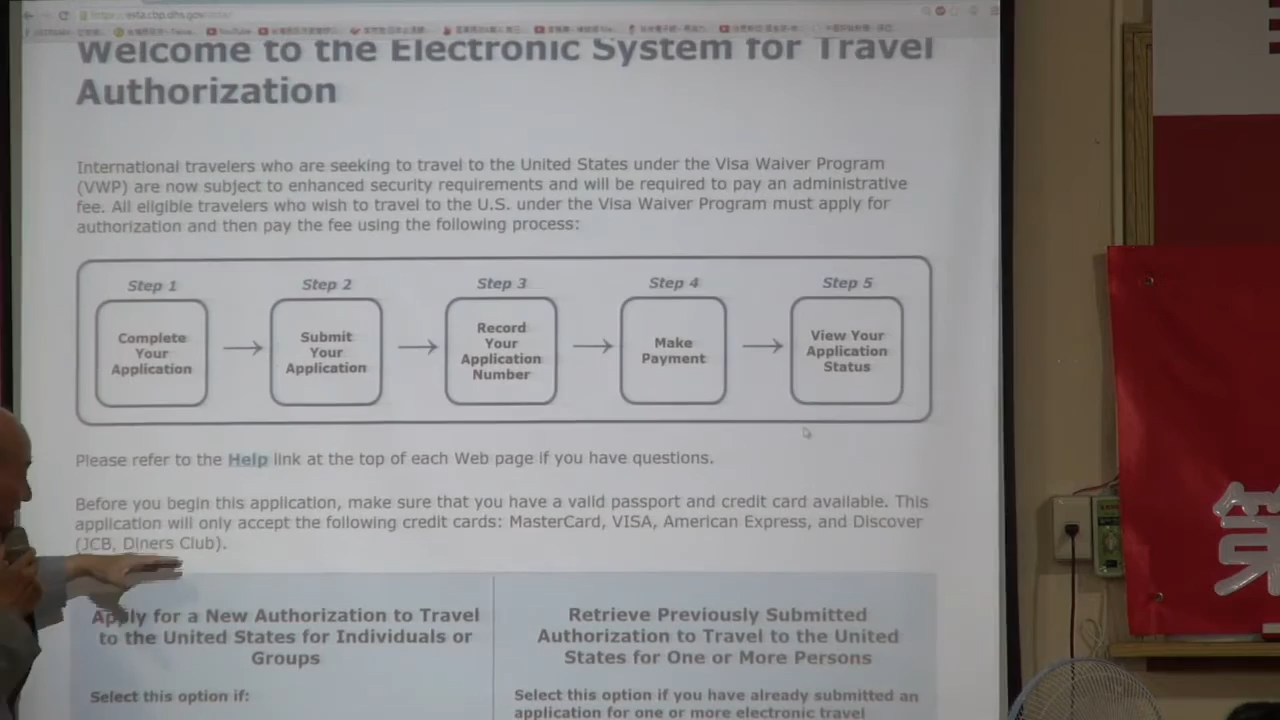 https://esta.cbp.dhs.gov/esta/
YouTube
Welcome to the Electronic System for Travel
Authorization
International travelers who are seeking to travel to the United States under the Visa Waiver Program
(VWP) are now subject to enhanced security requirements and will be required to pay an administrative
fee. All eligible travelers who wish to travel to the U.S. under the Visa Waiver Program must apply for
authorization and then pay the fee using the following process:
Step 1
Complete
Your
Application
Step 2
Submit
Your
Application
Step 3
Record
Your
Application
Number
Step 4
Make
Payment
Step 5
View Your
Application
Status
Please refer to the Help link at the top of each Web page if you have questions.
Before you begin this application, make sure that you have a valid passport and credit card available. This
application will only accept the following credit cards: MasterCard, VISA, American Express, and Discover
(JCB, Diners Club).
Apply for a New Authorization to Travel
to the United States for Individuals or
Groups
Select this option if:
Retrieve Previously Submitted
Authorization to Travel to the United
States for One or More Persons
Select this option if you have already submitted an
application for one or more electronic travel
第